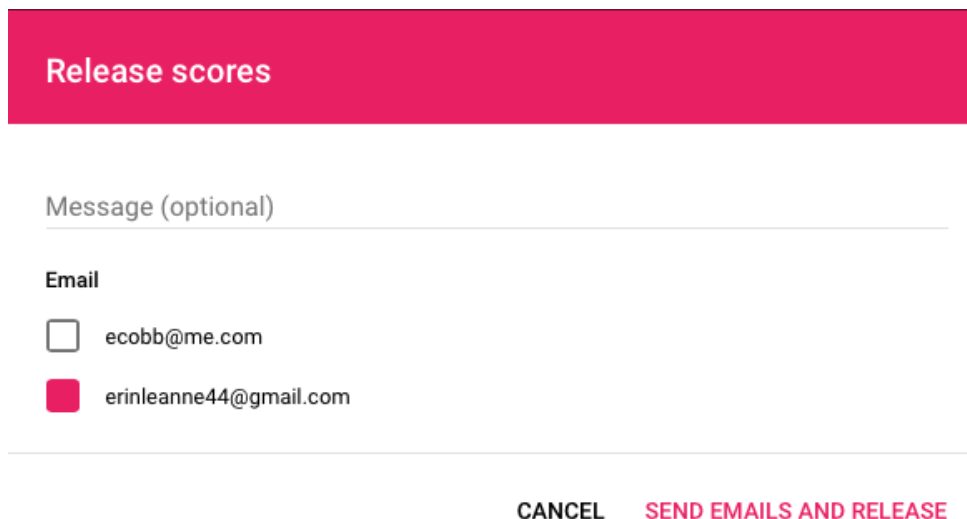 Release scores
Message (optional)
Email
ecobb@me.com
erinleanne44@gmail.com
CANCEL SEND EMAILS AND RELEASE